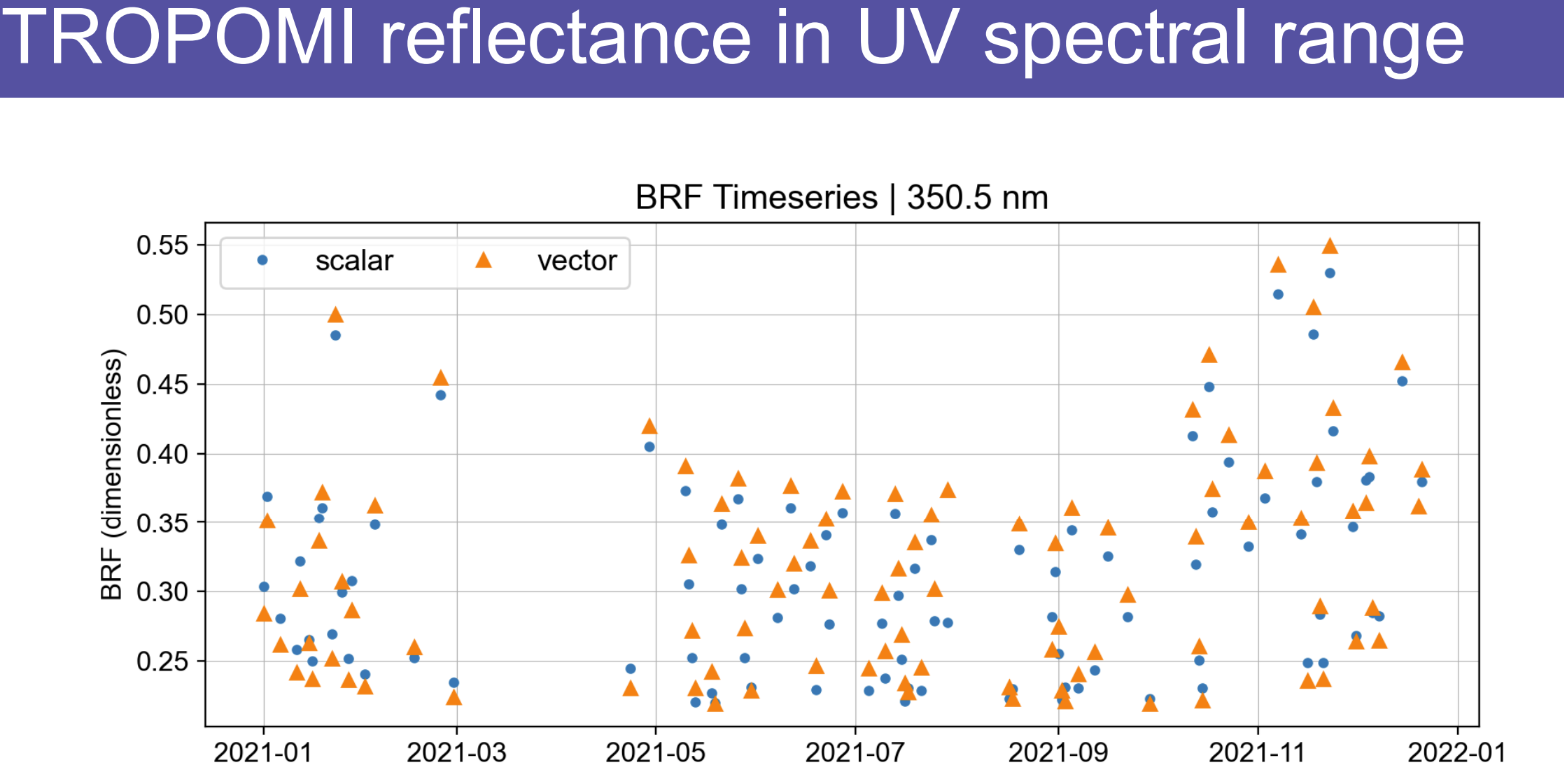 TROPOMI reflectance in UV spectral range
BRF Timeseries | 350.5 nm
scalar vector
BRF (dimensionless)
0.55
0.50
0.45
0.40
0.35
0.30
0.25
2021-01 2021-03 2021-05 2021-07 2021-09 2021-11 2022-01